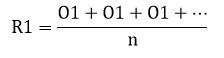 R1 = (O1 + O1 + O1 + ⋯) / n